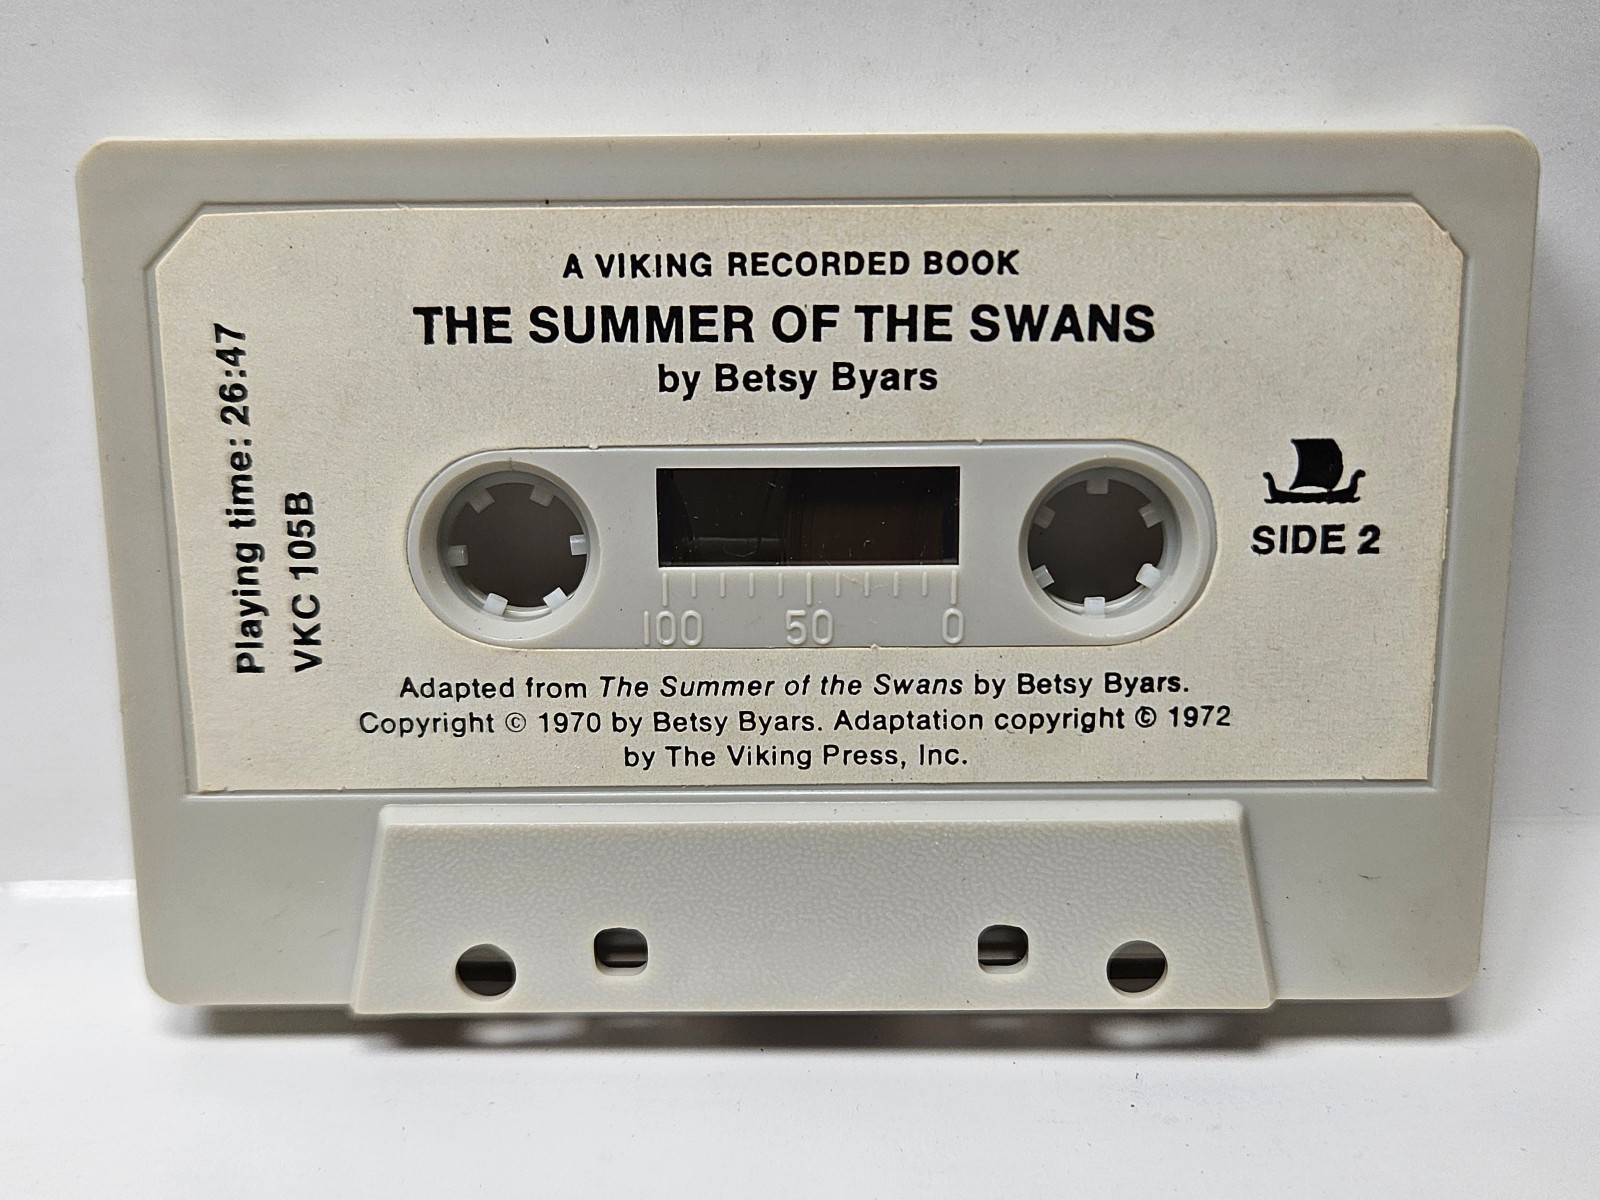 A VIKING RECORDED BOOK
THE SUMMER OF THE SWANS
by Betsy Byars
Playing time: 26:47
VKC 105B
SIDE 2
100 50 0
Adapted from The Summer of the Swans by Betsy Byars.
Copyright © 1970 by Betsy Byars. Adaptation copyright © 1972
by The Viking Press, Inc.